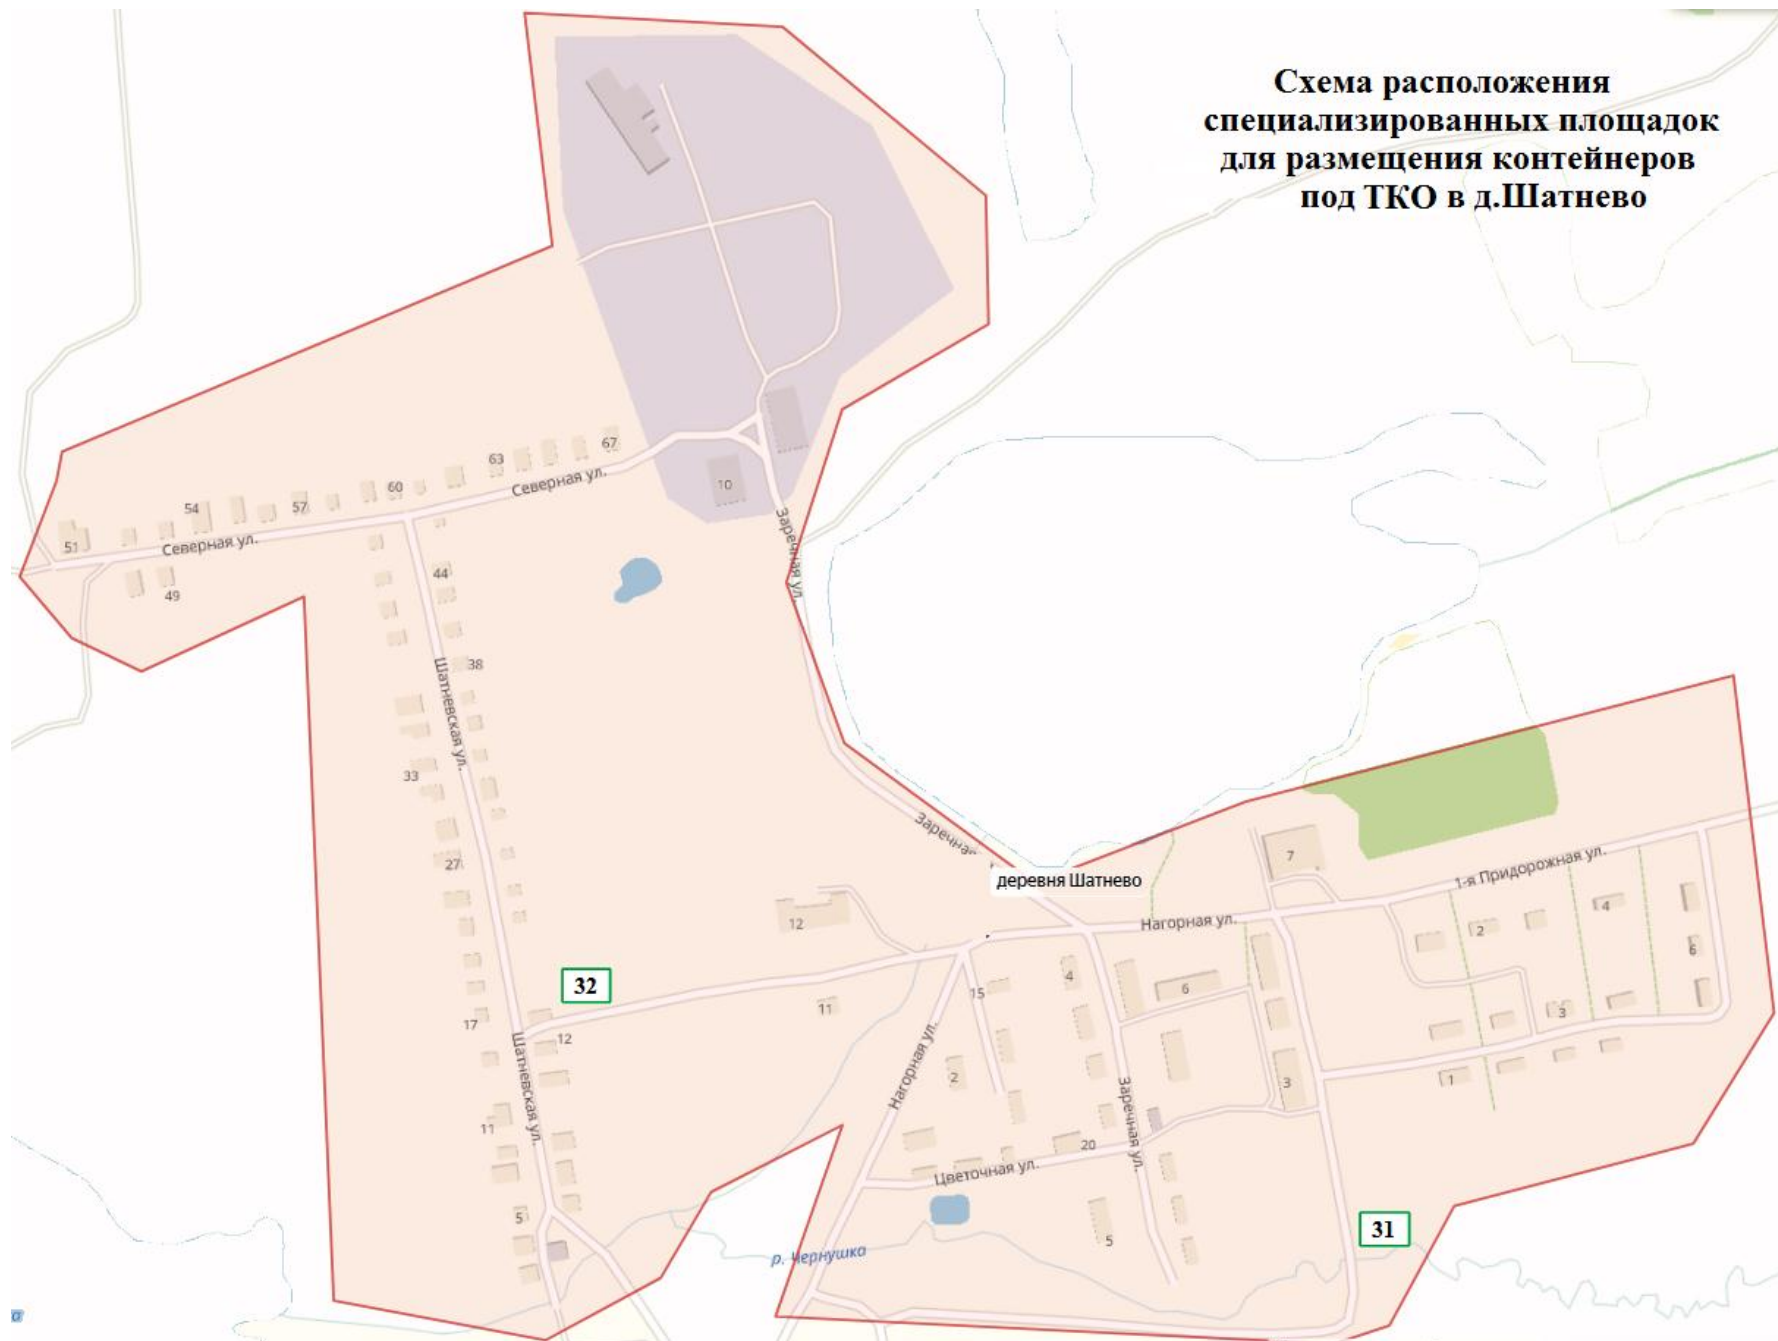 Схема расположения
специализированных площадок
для размещения контейнеров
под ТКО в д.Шатнево
67
63
Северная ул.
60
57
54
10
51
Северная ул.
Заречная ул.
44
49
38
Шатневская ул.
33
Заречная
27
7
1-я Придорожная ул.
деревня Шатнево
4
12
Нагорная ул.
2
6
32
4
6
15
11
3
17
12
Нагорная ул.
2
1
3
Шатневская ул.
Заречная ул.
11
20
Цветочная ул.
5
5
31
р. Чернушка
а